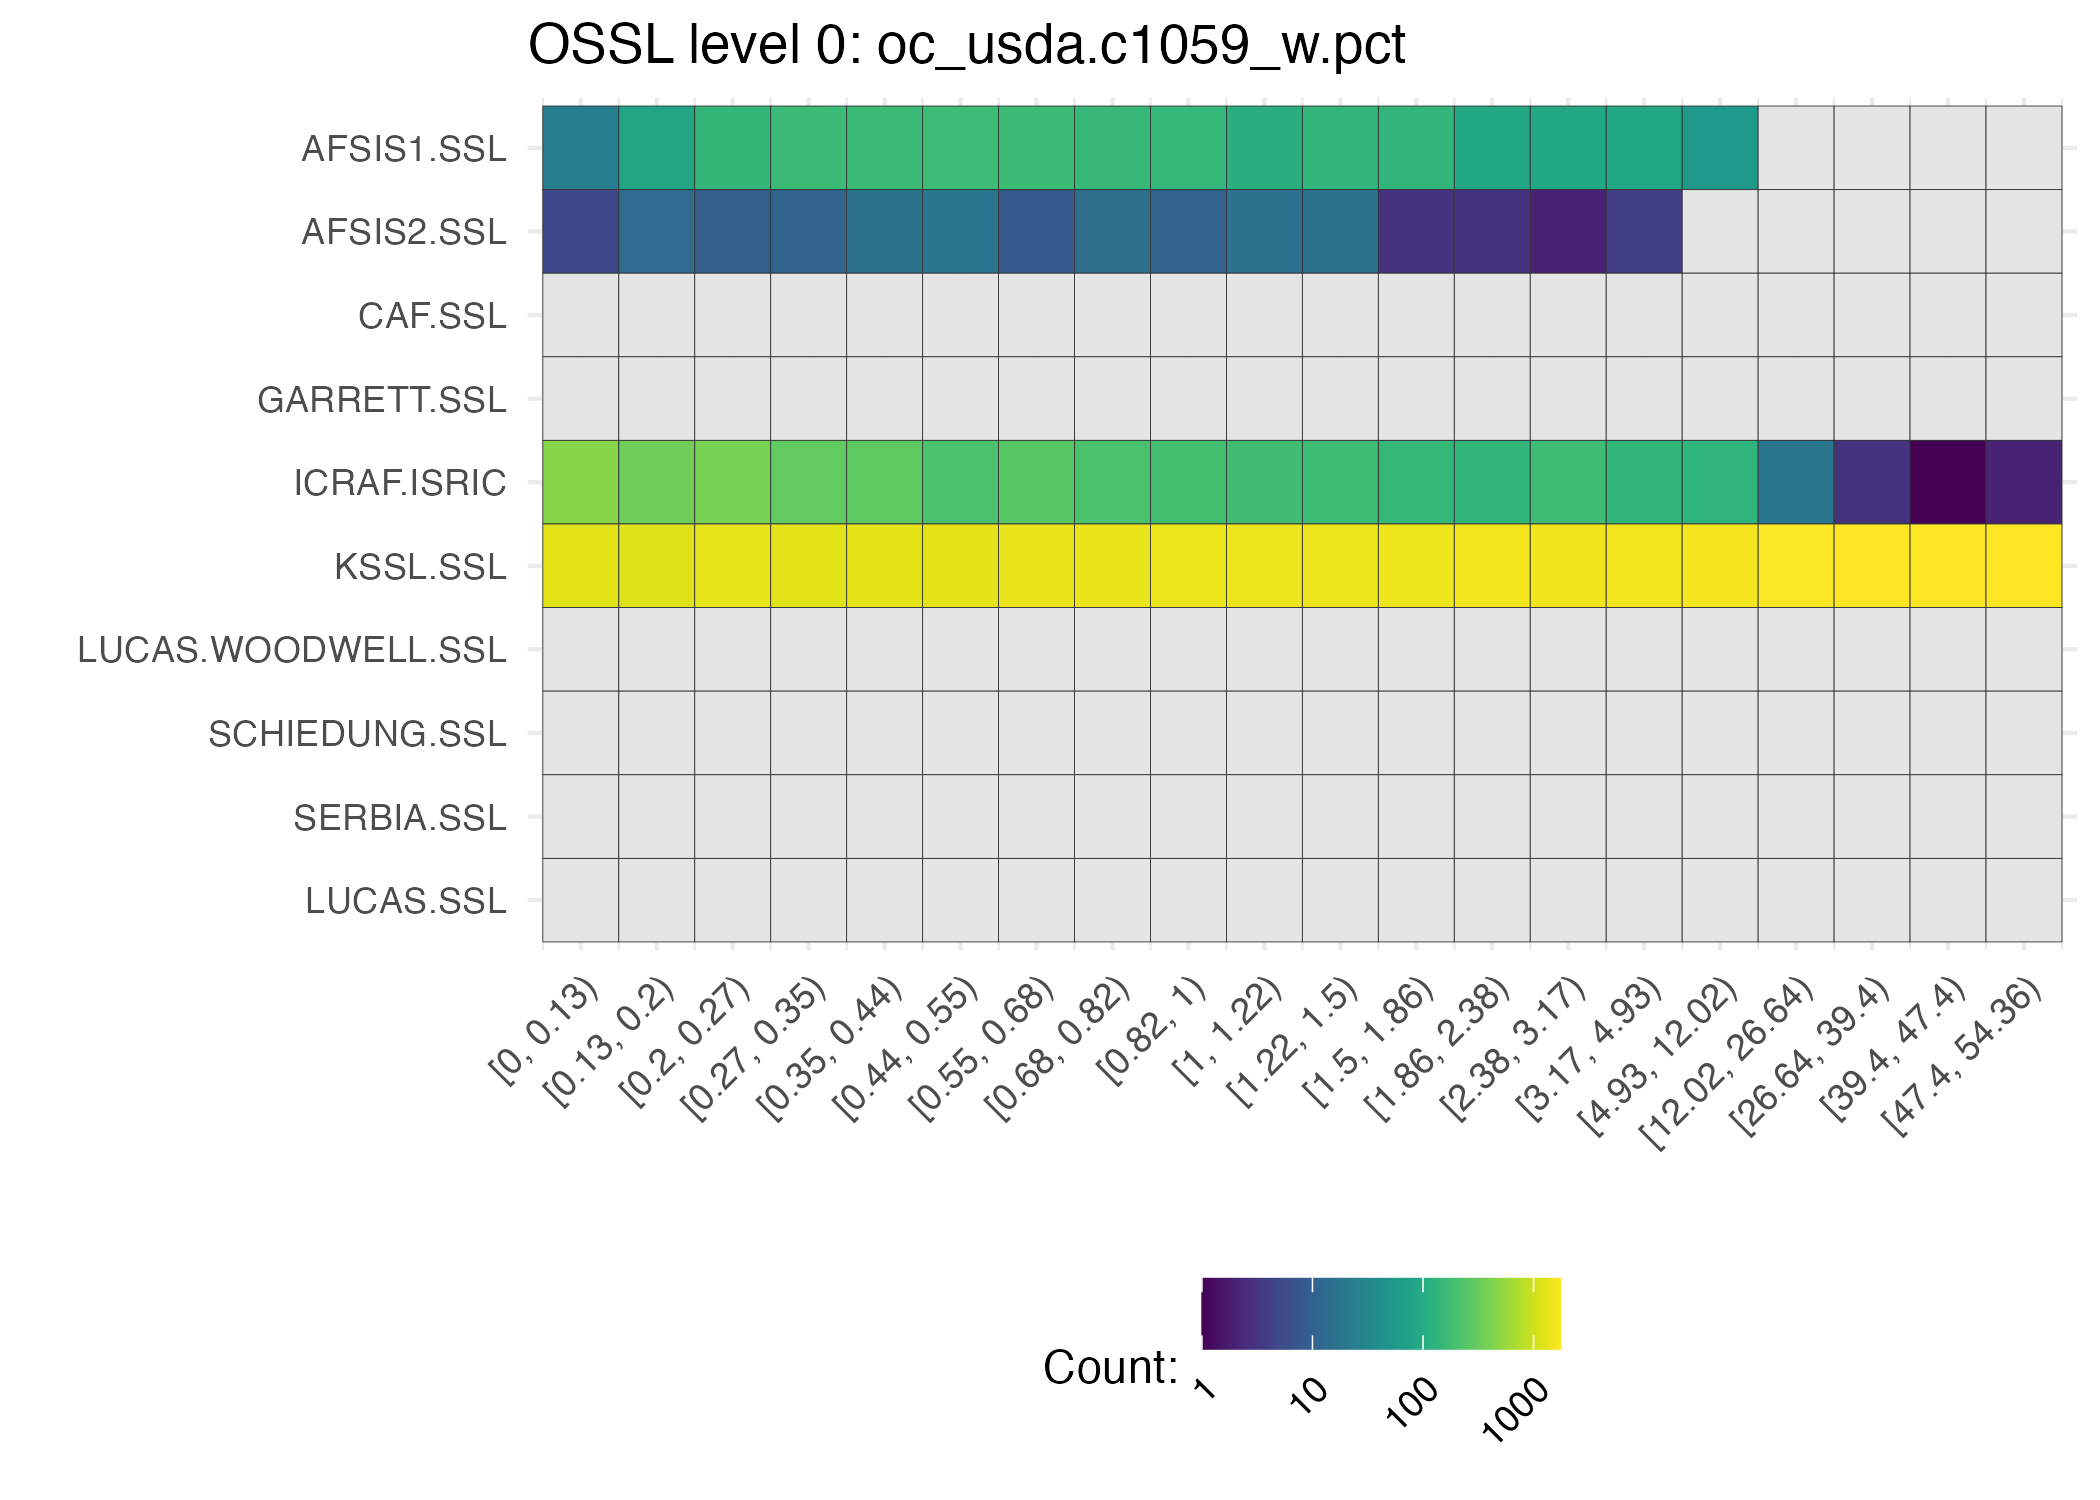 OSSL level 0: oc_usda.c1059_w.pct
AFSIS1.SSL
AFSIS2.SSL
CAF.SSL
GARRETT.SSL
ICRAF.ISRIC
KSSL.SSL
LUCAS.WOODWELL.SSL
SCHIEDUNG.SSL
SERBIA.SSL
LUCAS.SSL
[0, 0.13)
[0.13, 0.2)
[0.2, 0.27)
[0.27, 0.35)
[0.35, 0.44)
[0.44, 0.55)
[0.55, 0.68)
[0.68, 0.82)
[0.82, 1)
[1, 1.22)
[1.22, 1.5)
[1.5, 1.86)
[1.86, 2.38)
[2.38, 3.17)
[3.17, 4.93)
[4.93, 12.02)
[12.02, 26.64)
[26.64, 39.4)
[39.4, 47.4)
[47.4, 54.36)
Count:
1
10
100
1000